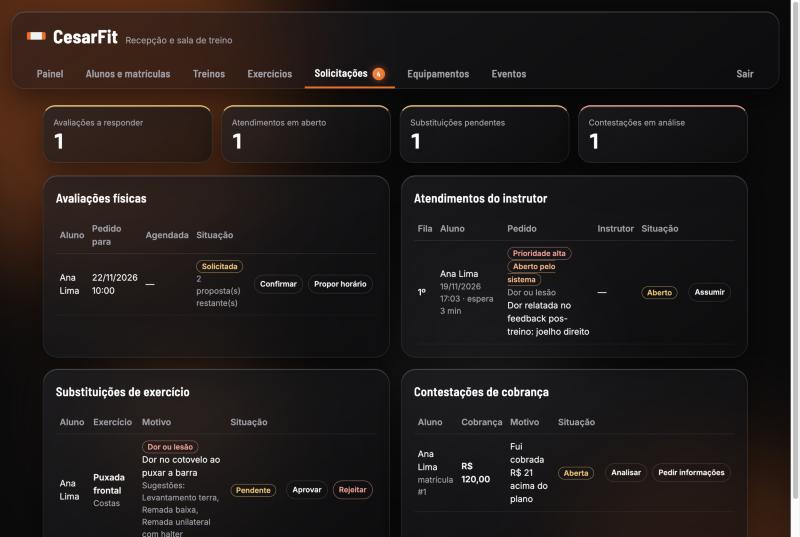 CesarFit Recepção e sala de treino
Painel Alunos e matrículas Treinos Exercícios Solicitações 4 Equipamentos Eventos Sair
Avaliações a responder
1
Atendimentos em aberto
1
Substituições pendentes
1
Contestações em análise
1
Avaliações físicas
Aluno Pedido para Agendada Situação
Ana Lima
22/11/2026 10:00
—
Solicitada
2 proposta(s) restante(s)
Confirmar Propor horário
Atendimentos do instrutor
Fila Aluno Pedido Instrutor Situação
1º
Ana Lima
19/11/2026
17:03 · espera
3 min
Prioridade alta
Aberto pelo
sistema
Dor ou lesão
Dor relatada no
feedback pos-
treino: joelho direito
—
Aberto
Assumir
Substituições de exercício
Aluno Exercício Motivo Situação
Ana Lima
Puxada frontal
Costas
Dor ou lesão
Dor no cotovelo ao
puxar a barra
Sugestões:
Levantamento terra,
Remada baixa,
Remada unilateral
com halter
Pendente
Aprovar Rejeitar
Contestações de cobrança
Aluno Cobrança Motivo Situação
Ana
Lima
matrícula
#1
R$
120,00
Fui
cobrada
R$ 21
acima do
plano
Aberta
Analisar Pedir informações